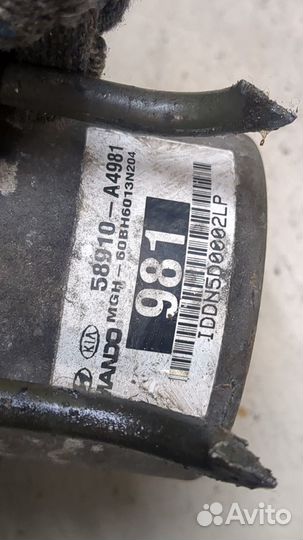 58910-A4981
KIA
MANDO MGH-60BH6013N204
981
IDDN5D0002LP
Avito